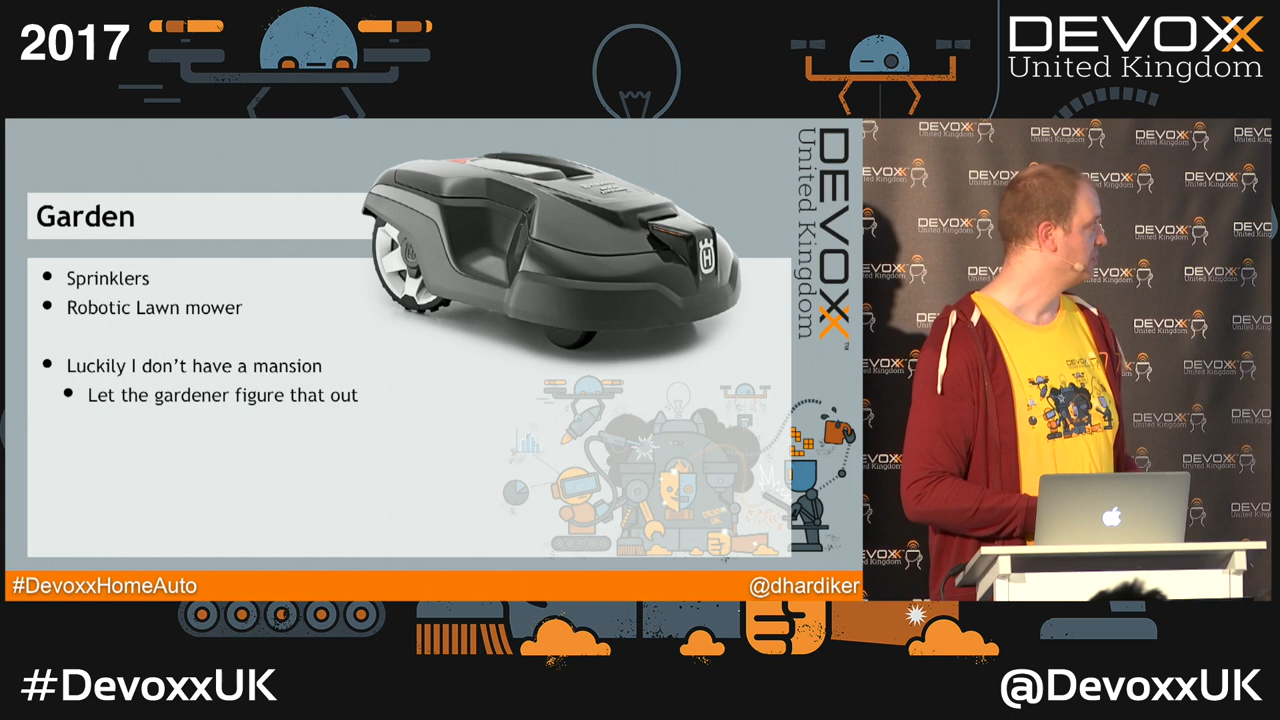 2017
DEVOXX
United Kingdom
DEVOXX™
United Kingdom
Garden
Sprinklers
Robotic Lawn mower
Luckily I don't have a mansion
Let the gardener figure that out
#DevoxxHomeAuto
@dhardiker
#DevoxxUK
@DevoxxUK